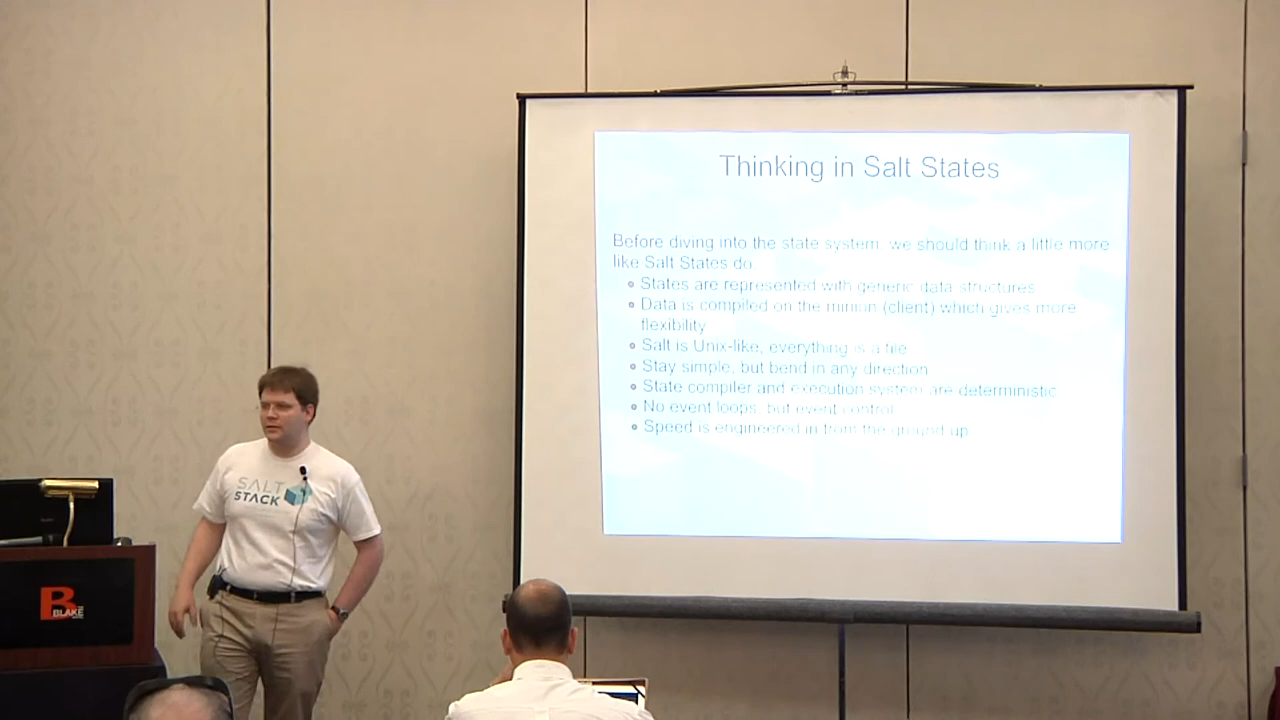 Thinking in Salt States
Before diving into the state system, we should think a little more
like Salt States do
States are represented with generic data structures
Data is compiled on the minion (client) which gives more
flexibility
Salt is Unix-like, everything is a file
Stay simple, but bend in any direction
State compiler and execution system are deterministic
No event loops, but event control
Speed is engineered in from the ground up
SALT
STACK
B
BLAKE